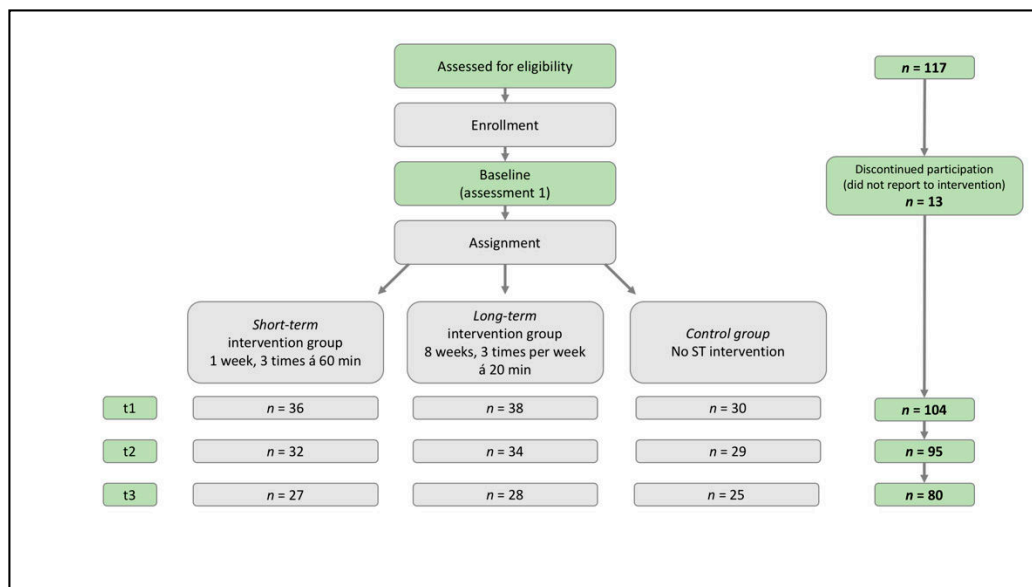 Assessed for eligibility
n = 117
Enrollment
Baseline
(assessment 1)
Discontinued participation
(did not report to intervention)
n = 13
Assignment
Short-term
intervention group
1 week, 3 times á 60 min
Long-term
intervention group
8 weeks, 3 times per week
á 20 min
Control group
No ST intervention
t1
n = 36
n = 38
n = 30
n = 104
t2
n = 32
n = 34
n = 29
n = 95
t3
n = 27
n = 28
n = 25
n = 80